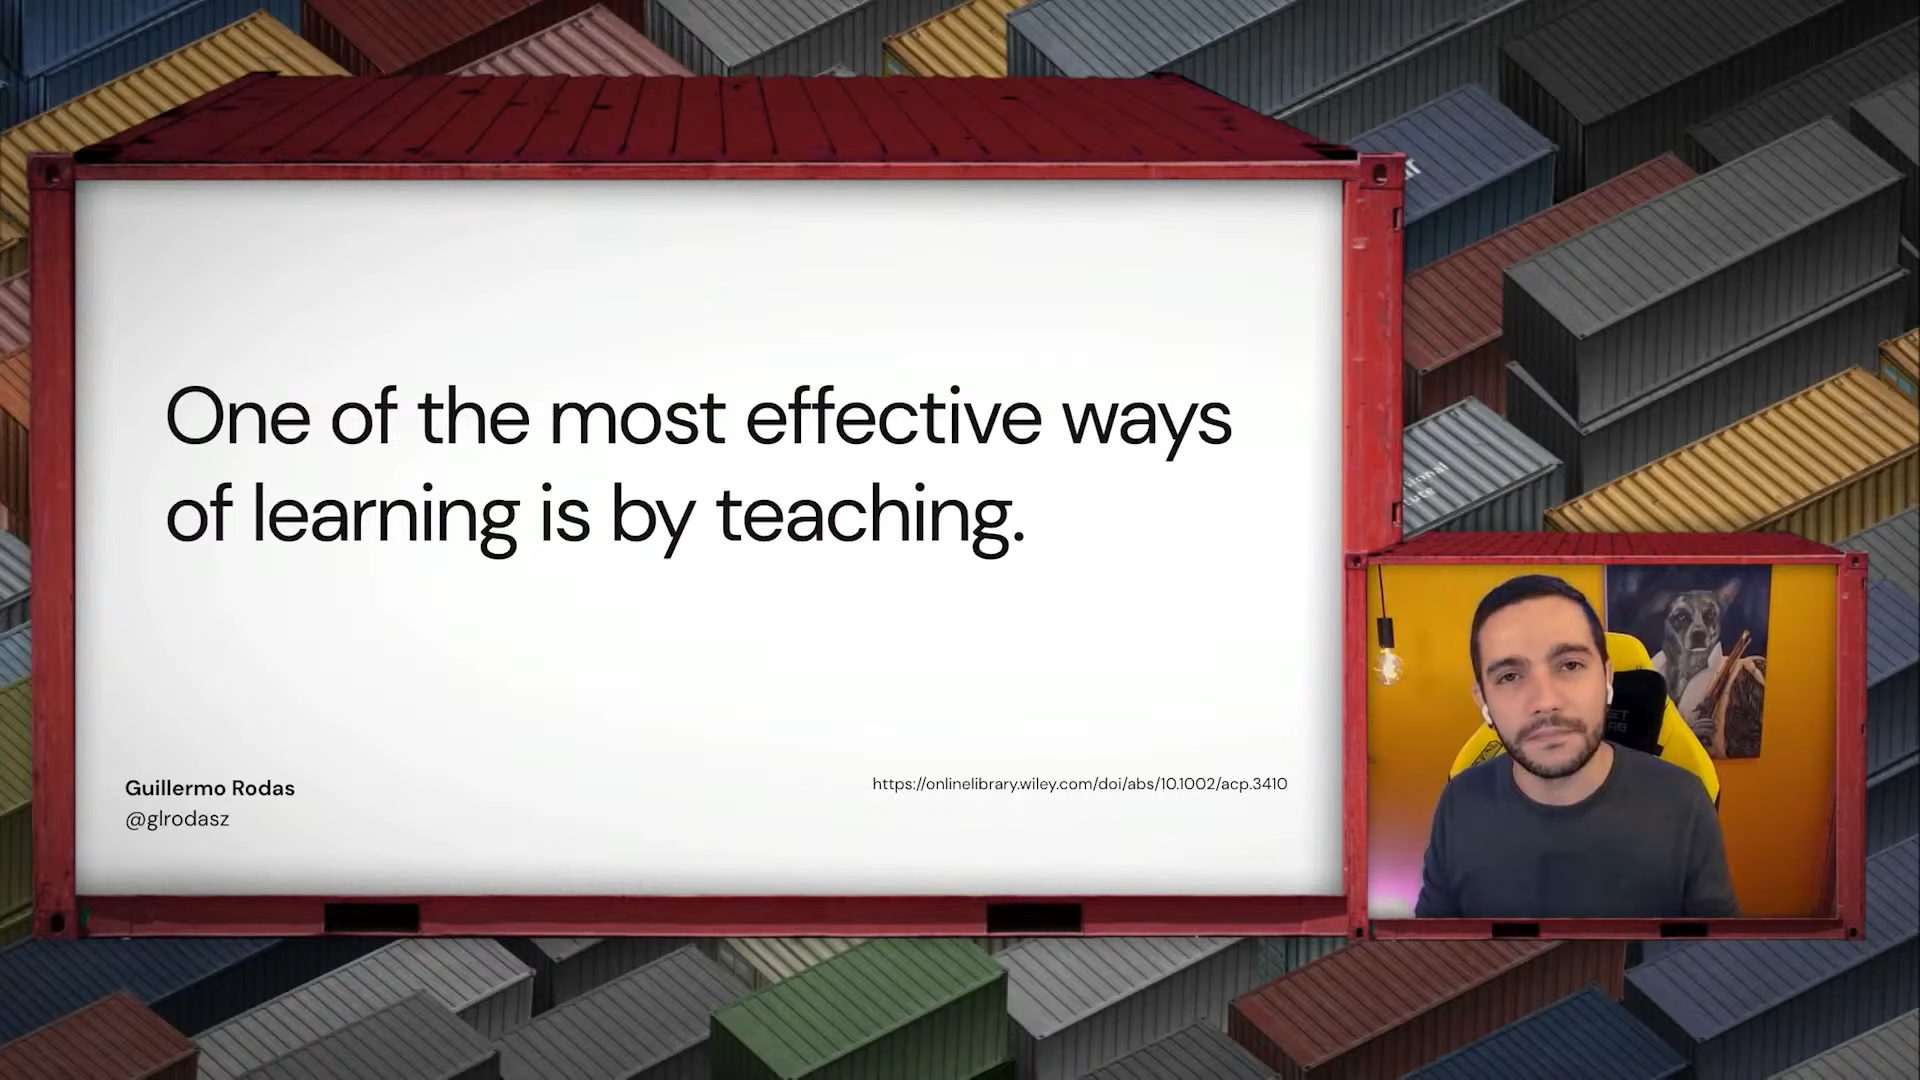 One of the most effective ways
of learning is by teaching.
Guillermo Rodas
@glrodasz
https://onlinelibrary.wiley.com/doi/abs/10.1002/acp.3410